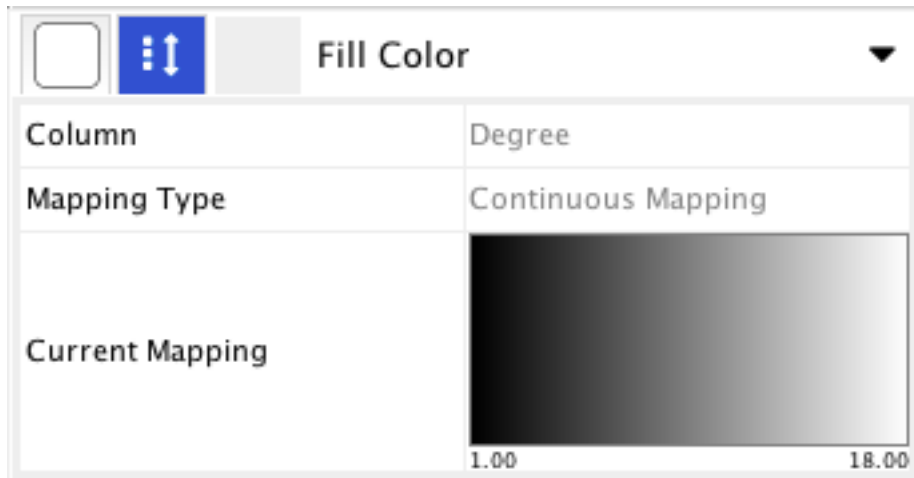 Fill Color
Column Degree
Mapping Type Continuous Mapping
Current Mapping
1.00 18.00